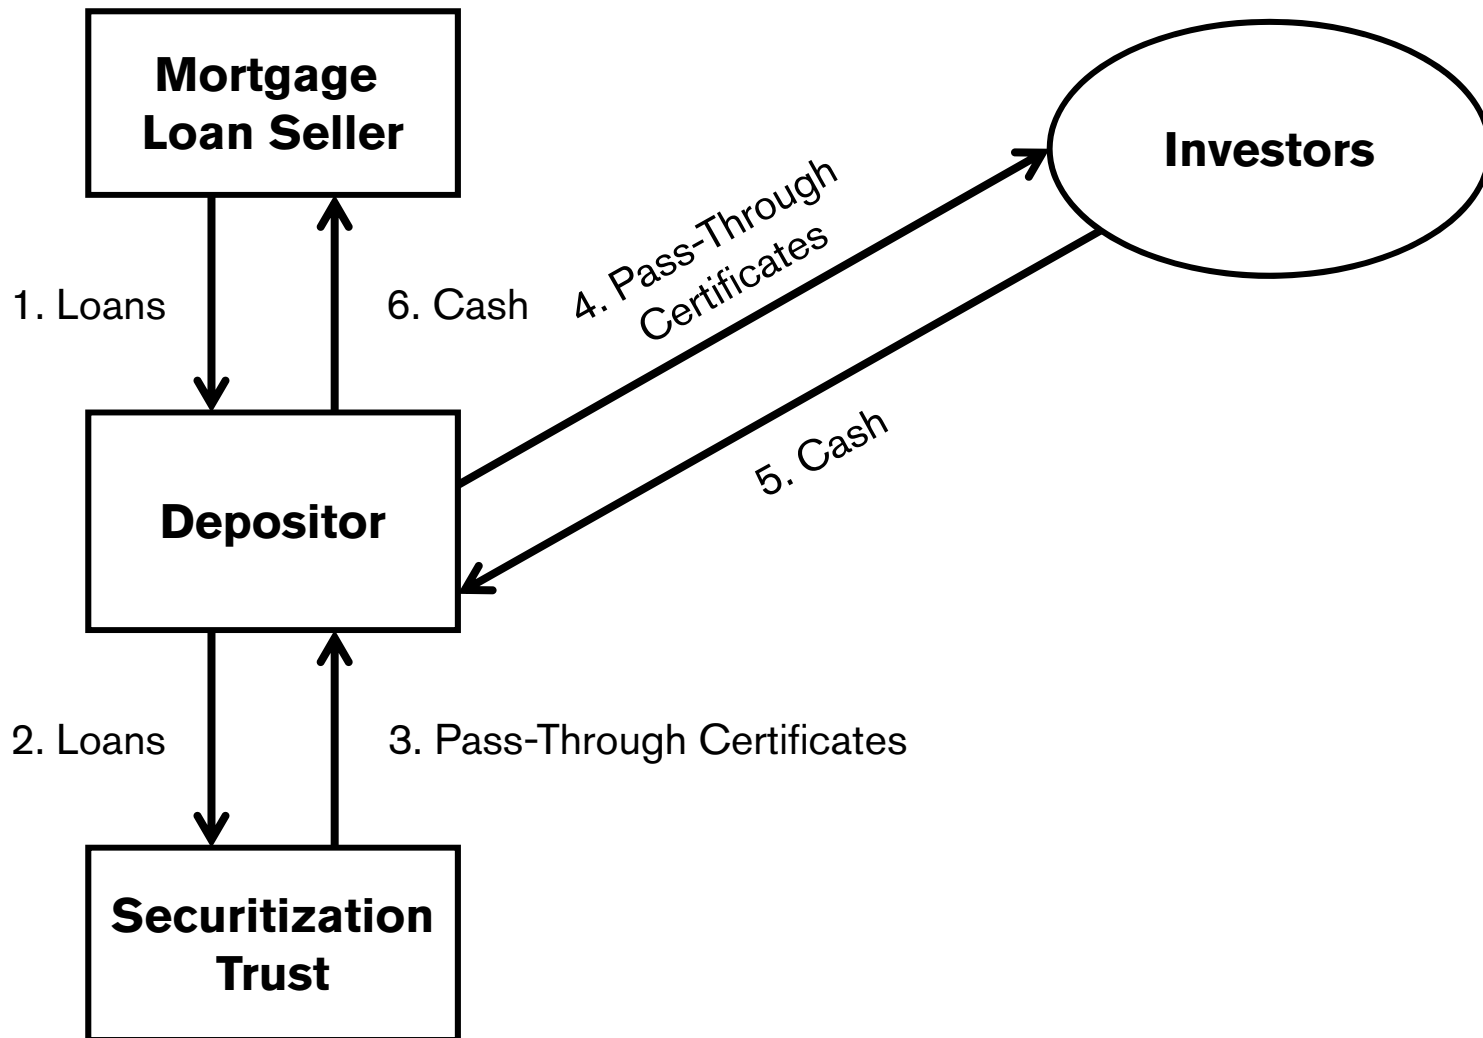 Mortgage
Loan Seller
Investors
4. Pass-Through
Certificates
1. Loans
6. Cash
5. Cash
Depositor
2. Loans
3. Pass-Through Certificates
Securitization
Trust